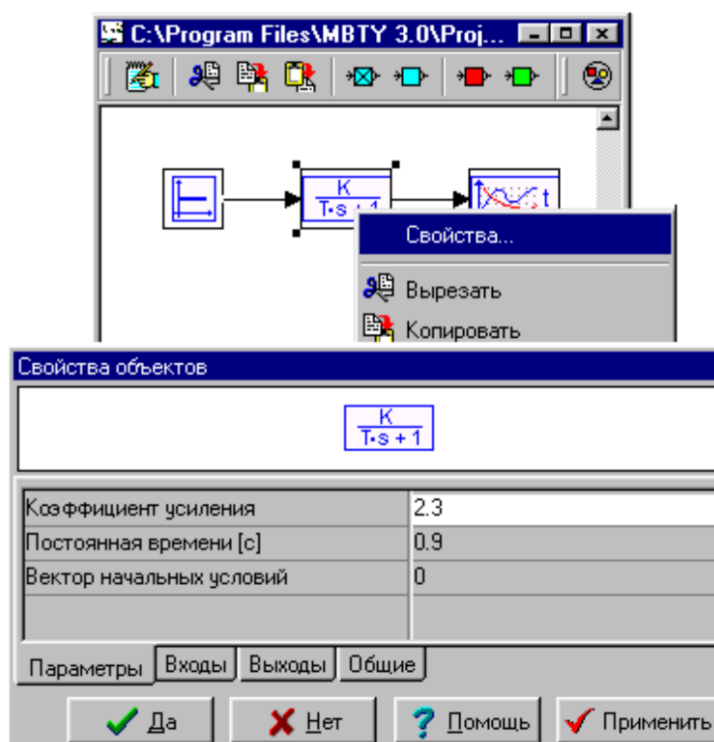 C:\Program Files\MBTY 3.0\Proj...
K
T·s + 1
t
Свойства...
Вырезать
Копировать
Свойства объектов
K
T·s + 1
Коэффициент усиления 2.3
Постоянная времени [с] 0.9
Вектор начальных условий 0
Параметры Входы Выходы Общие
Да Нет Помощь Применить